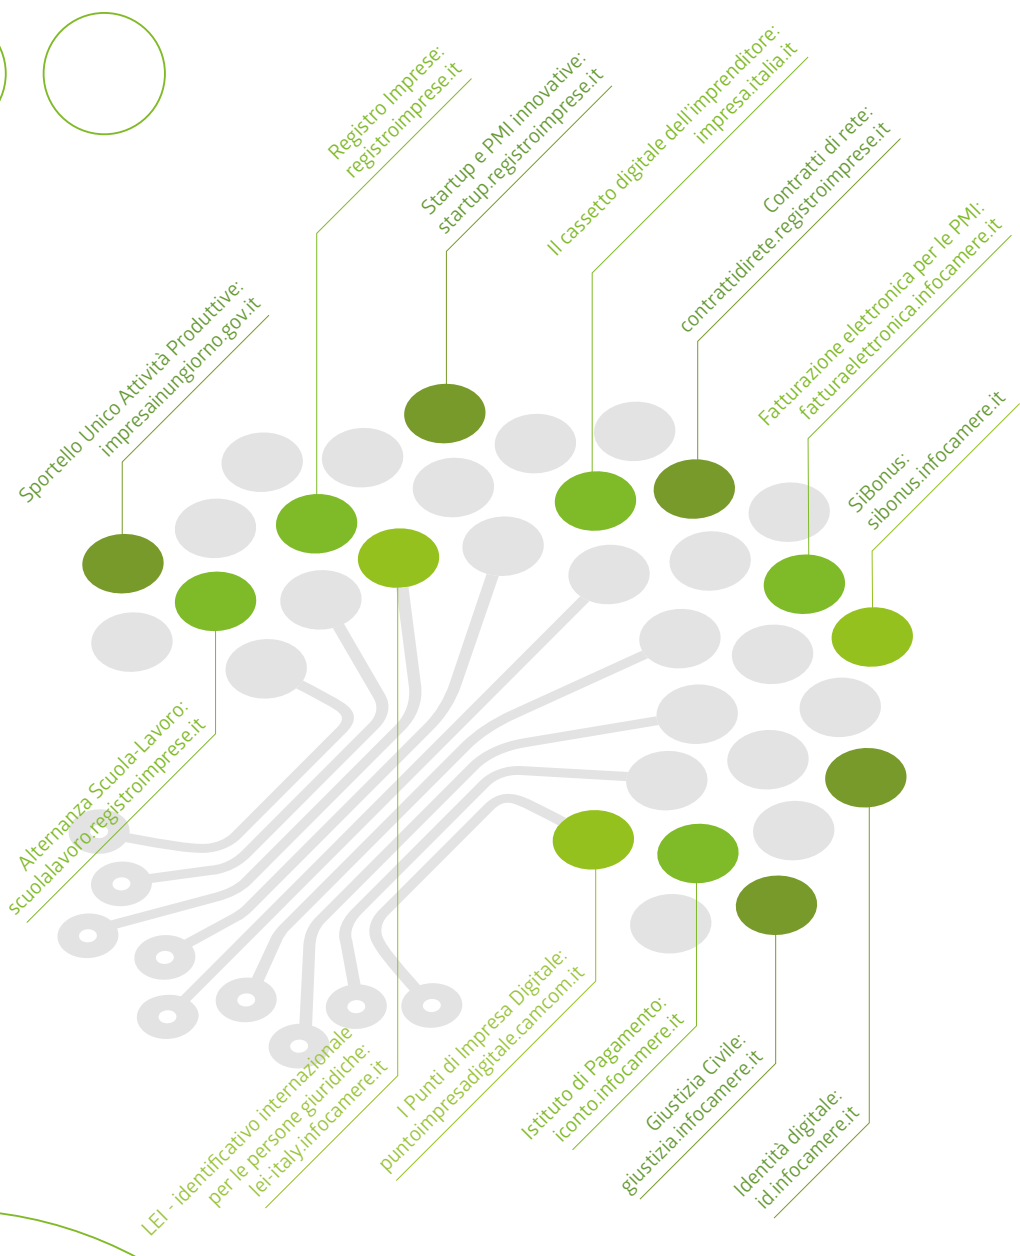 Registro Imprese:
registroimprese.it
Startup e PMI innovative:
startup.registroimprese.it
Il cassetto digitale dell'imprenditore:
impresa.italia.it
Contratti di rete:
contrattidirete.registroimprese.it
Fatturazione elettronica per le PMI:
fatturaelettronica.infocamere.it
Sportello Unico Attività Produttive:
impresainungiorno.gov.it
SiBonus:
sibonus.infocamere.it
Alternanza Scuola-Lavoro:
scuolalavoro.registroimprese.it
LEI - identificativo internazionale
per le persone giuridiche:
lei-italy.infocamere.it
I Punti di Impresa Digitale:
puntoimpresadigitale.camcom.it
Istituto di Pagamento:
iconto.infocamere.it
Giustizia Civile:
giustizia.infocamere.it
Identità digitale:
id.infocamere.it